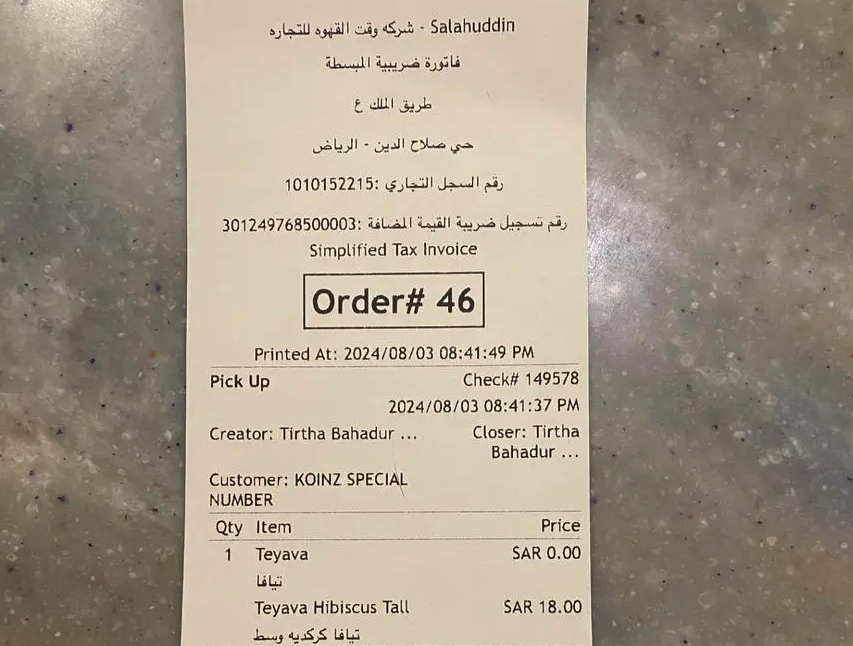 شركه وقت القهوه للتجاره - Salahuddin
فاتورة ضريبية المبسطة
طريق الملك ع
حي صلاح الدين - الرياض
رقم السجل التجاري :1010152215
رقم تسجيل ضريبة القيمة المضافة :301249768500003
Simplified Tax Invoice
Order# 46
Printed At: 2024/08/03 08:41:49 PM
Pick Up Check# 149578
2024/08/03 08:41:37 PM
Creator: Tirtha Bahadur ... Closer: Tirtha
Bahadur ...
Customer: KOINZ SPECIAL
NUMBER
Qty Item Price
1 Teyava SAR 0.00
تيافا
Teyava Hibiscus Tall SAR 18.00
تيافا كركديه وسط